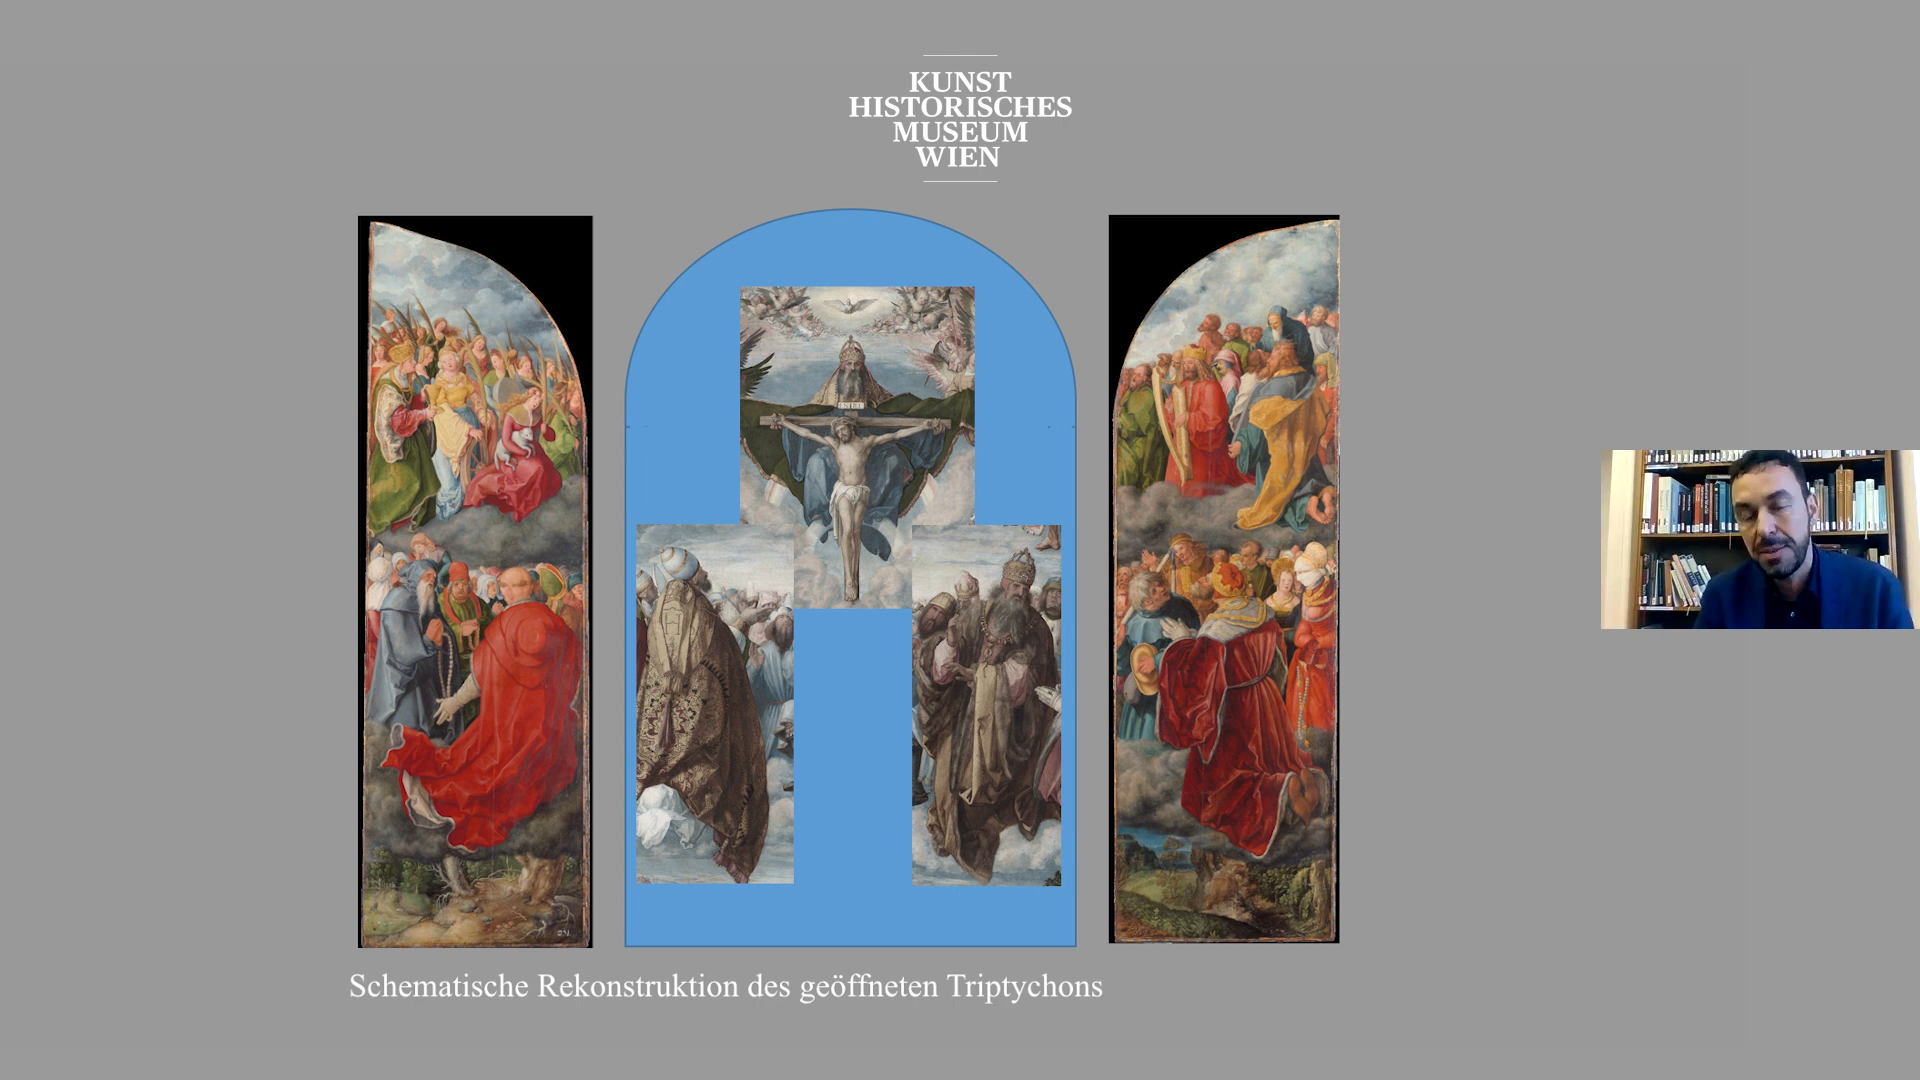 KUNST
HISTORISCHES
MUSEUM
WIEN
Schematische Rekonstruktion des geöffneten Triptychons